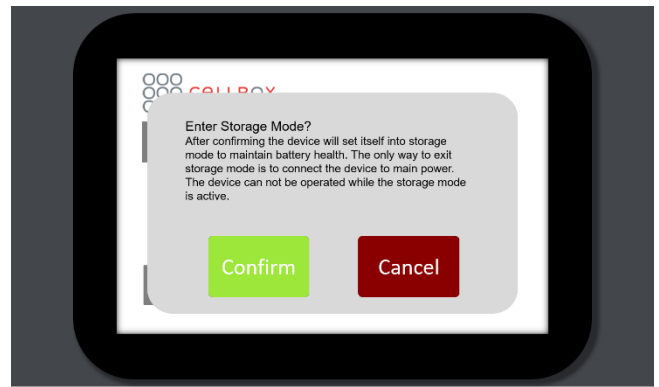 CELLBOX
Enter Storage Mode?
After confirming the device will set itself into storage
mode to maintain battery health. The only way to exit
storage mode is to connect the device to main power.
The device can not be operated while the storage mode
is active.
Confirm
Cancel